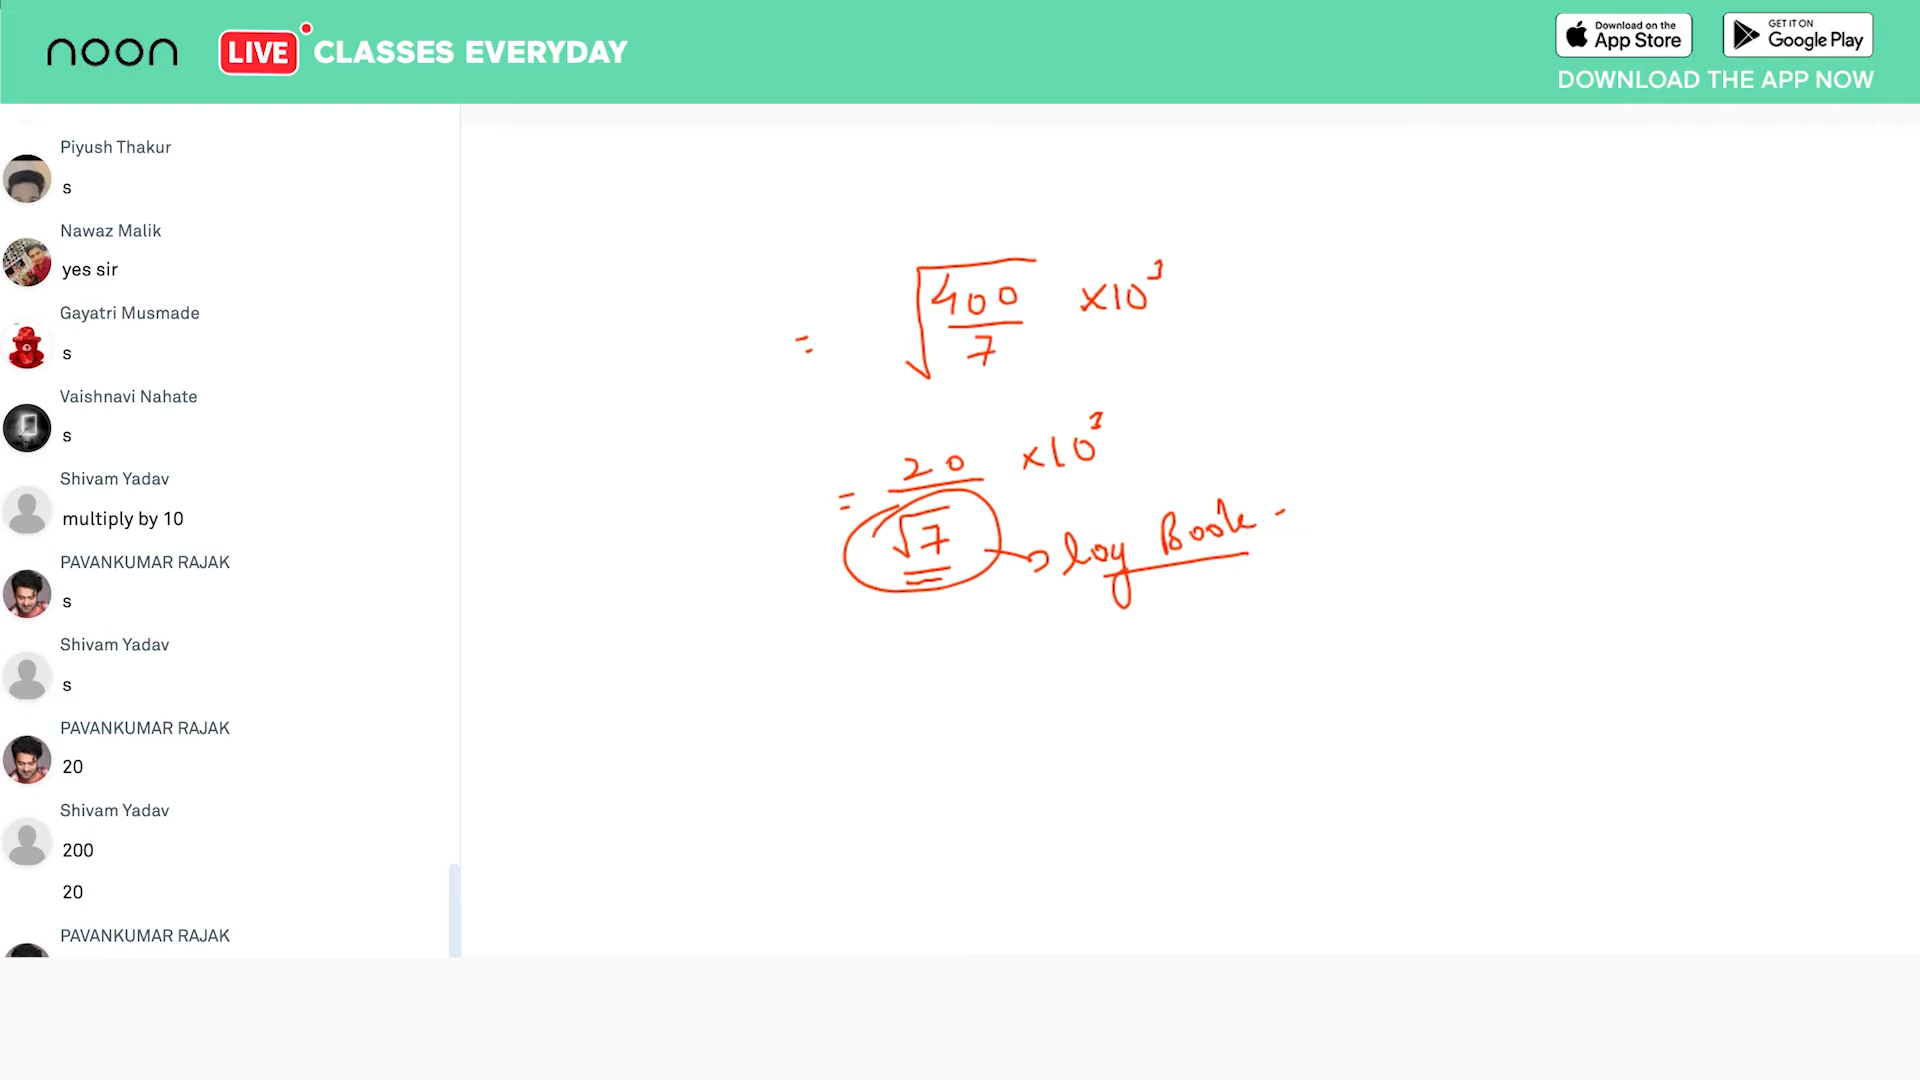 noon LIVE CLASSES EVERYDAY
Download on the App Store
GET IT ON Google Play
DOWNLOAD THE APP NOW
Piyush Thakur
s
Nawaz Malik
yes sir
Gayatri Musmade
s
Vaishnavi Nahate
s
Shivam Yadav
multiply by 10
PAVANKUMAR RAJAK
s
Shivam Yadav
s
PAVANKUMAR RAJAK
20
Shivam Yadav
200
20
PAVANKUMAR RAJAK
= √(400/7) ×10³
= 20/√7 ×10³
→ log Book -